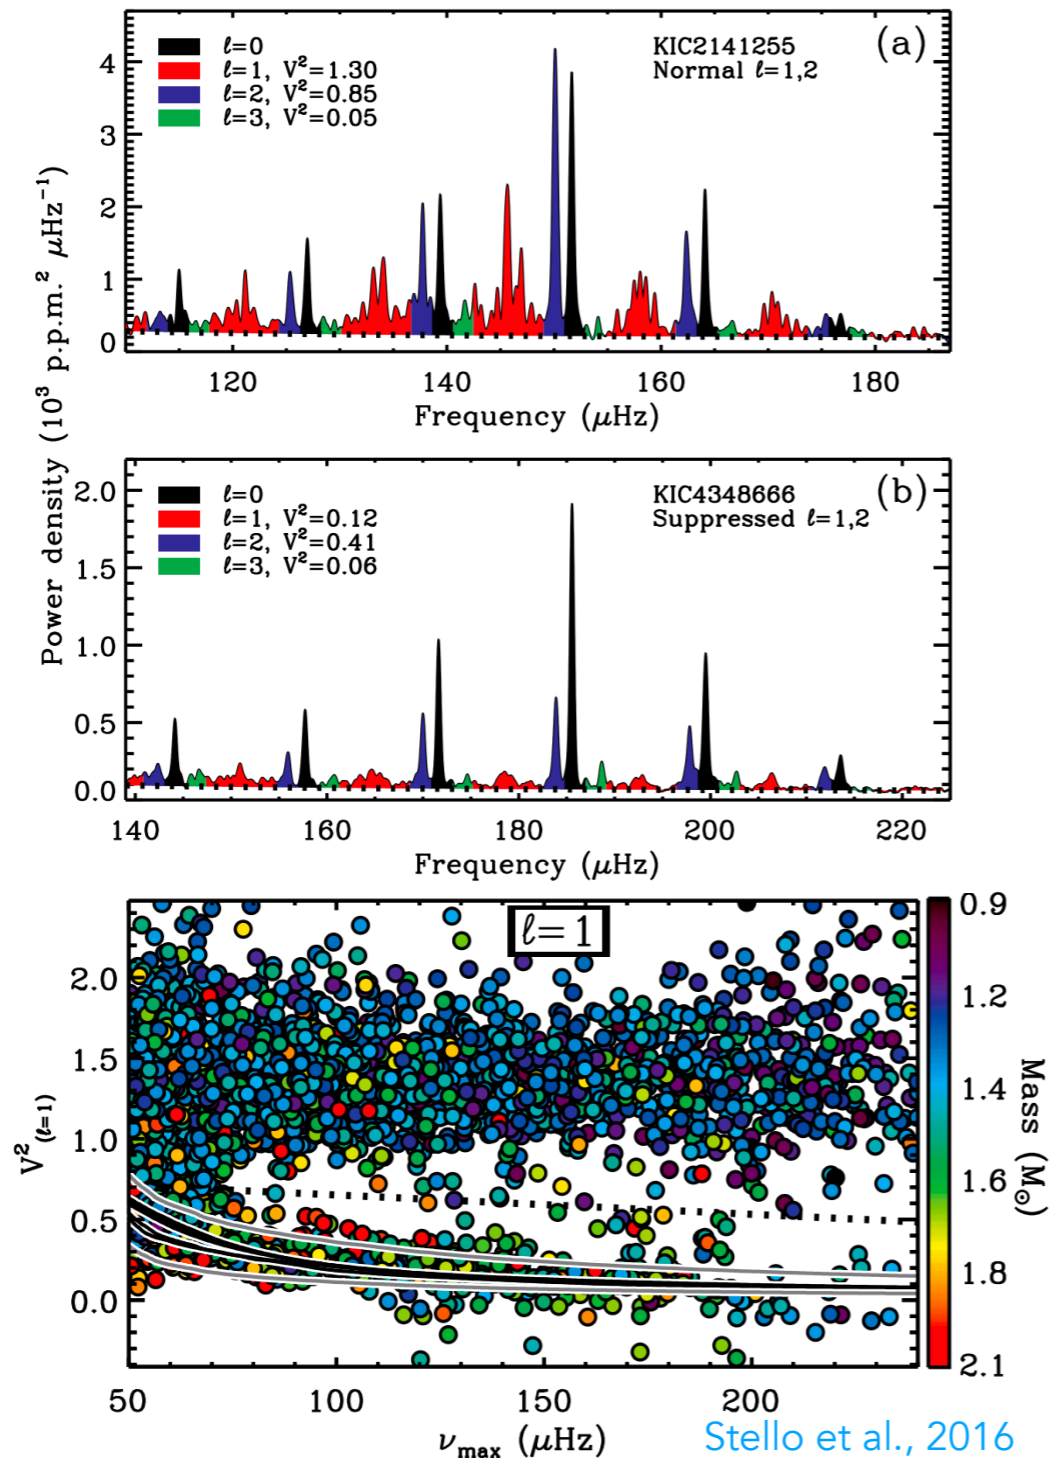 (a)
ℓ=0
ℓ=1, V²=1.30
ℓ=2, V²=0.85
ℓ=3, V²=0.05
KIC2141255
Normal ℓ=1,2
4
3
2
1
0
120 140 160 180
Frequency (μHz)
Power density (10³ p.p.m.² μHz⁻¹)
(b)
ℓ=0
ℓ=1, V²=0.12
ℓ=2, V²=0.41
ℓ=3, V²=0.06
KIC4348666
Suppressed ℓ=1,2
2.0
1.5
1.0
0.5
0.0
140 160 180 200 220
Frequency (μHz)
ℓ=1
2.0
1.5
1.0
0.5
0.0
V²(ℓ=1)
50 100 150 200
νmax (μHz)
0.9
1.2
1.4
1.6
1.8
2.1
Mass (M⊙)
Stello et al., 2016